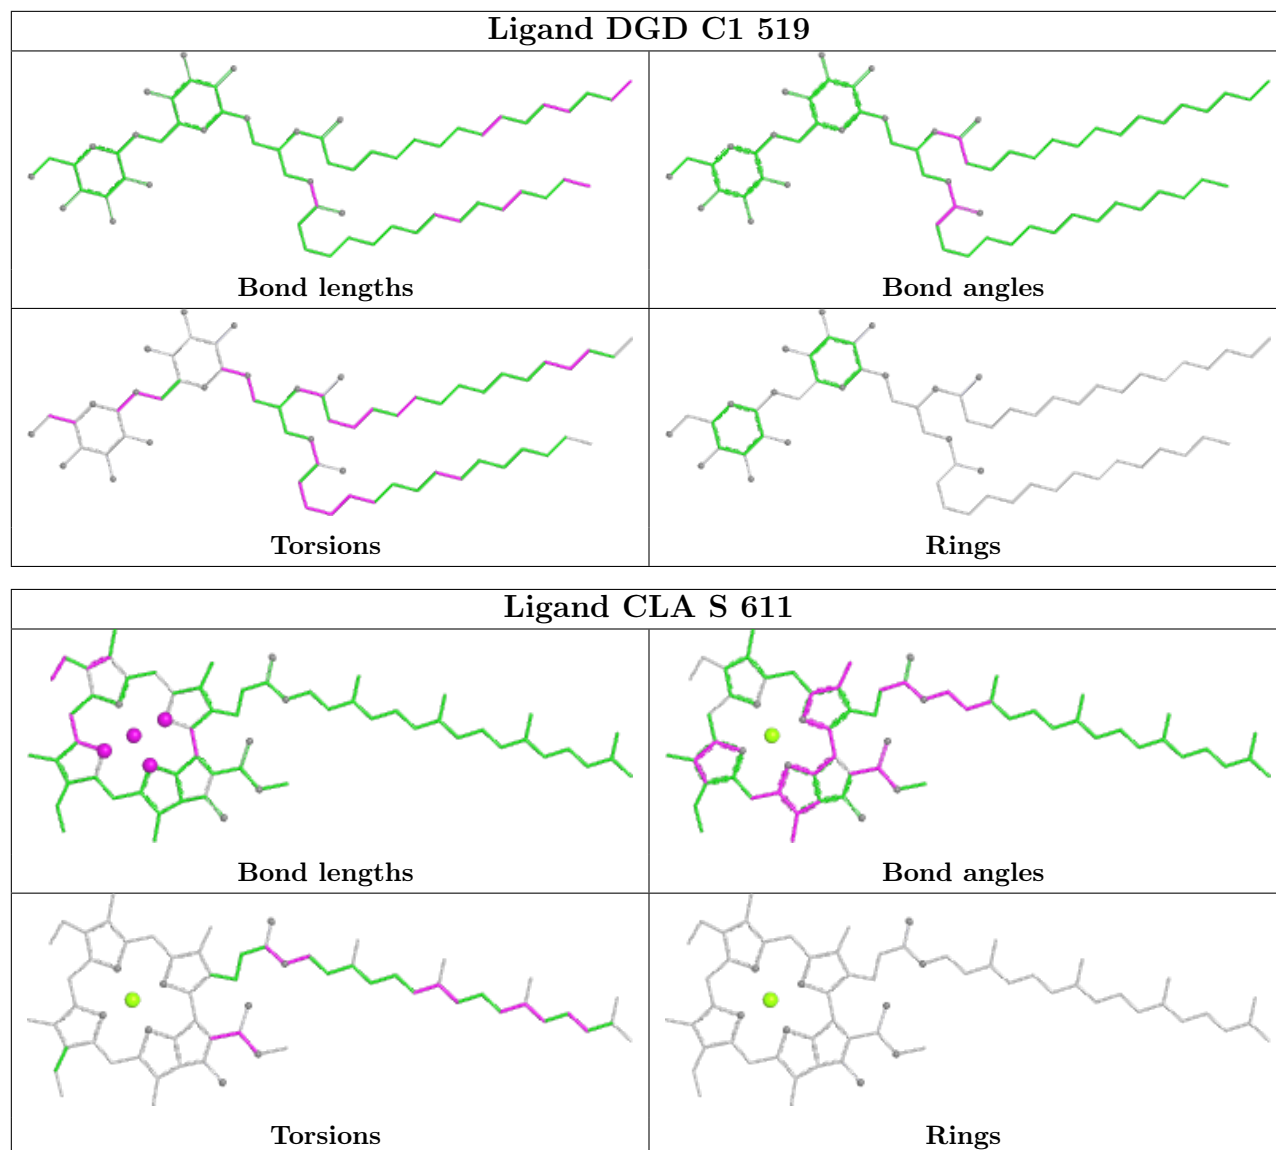 Ligand DGD C1 519
Bond lengths
Bond angles
Torsions
Rings
Ligand CLA S 611
Bond lengths
Bond angles
Torsions
Rings